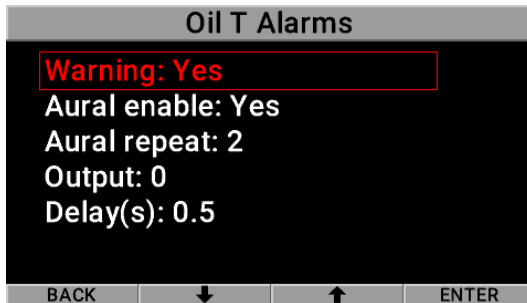 Oil T Alarms
Warning: Yes
Aural enable: Yes
Aural repeat: 2
Output: 0
Delay(s): 0.5
BACK ENTER